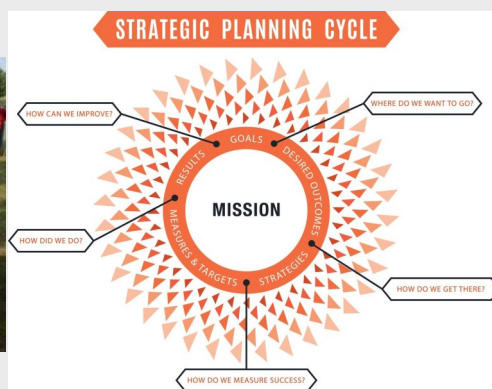 STRATEGIC PLANNING CYCLE
HOW CAN WE IMPROVE?
WHERE DO WE WANT TO GO?
GOALS
DESIRED OUTCOMES
STRATEGIES
MEASURES & TARGETS
RESULTS
MISSION
HOW DID WE DO?
HOW DO WE GET THERE?
HOW DO WE MEASURE SUCCESS?